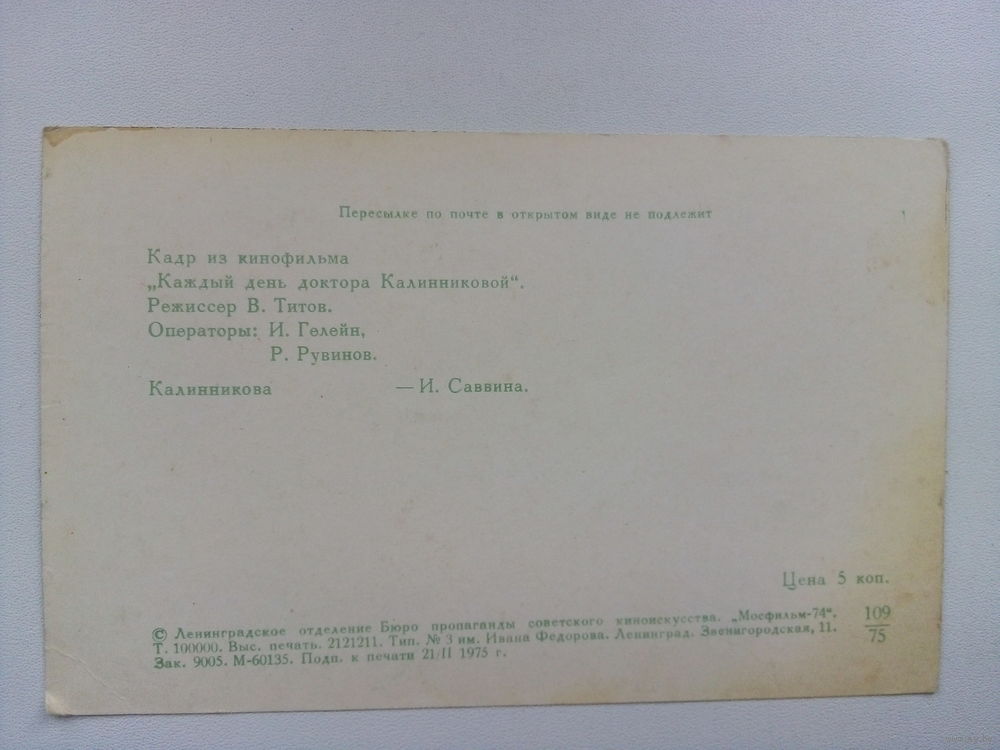 Пересылке по почте в открытом виде не подлежит
Кадр из кинофильма
„Каждый день доктора Калинниковой“.
Режиссер В. Титов.
Операторы: И. Голейн,
Р. Рувинов.
Калинникова — И. Саввина.
Цена 5 коп.
© Ленинградское отделение Бюро пропаганды советского киноискусства. „Мосфильм-74“.
Т. 100000. Выс. печать. 2121211. Тип. № 3 им. Ивана Федорова. Ленинград. Звенигородская, 11.
Зак. 9005. М-60135. Подп. к печати 21/II 1975 г.
109
75